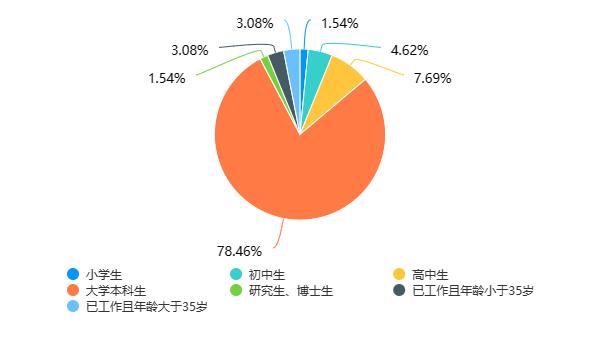 3.08% 1.54%
3.08% 4.62%
1.54% 7.69%
78.46%
小学生 初中生 高中生
大学本科生 研究生、博士生 已工作且年龄小于35岁
已工作且年龄大于35岁